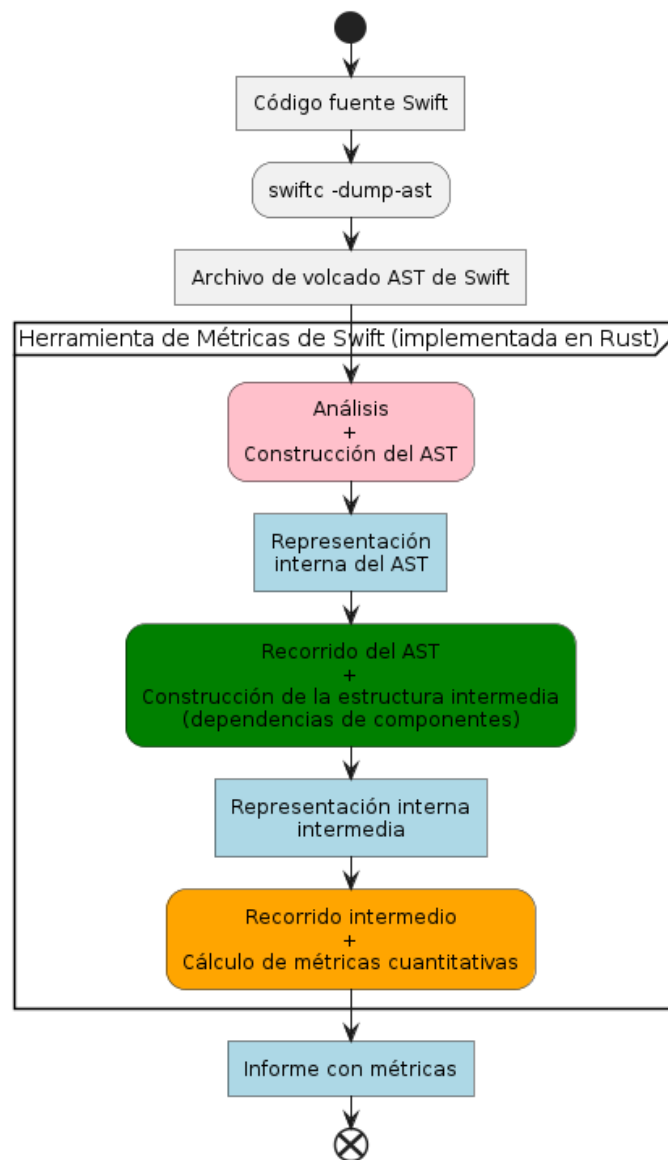 Código fuente Swift
swiftc -dump-ast
Archivo de volcado AST de Swift
Herramienta de Métricas de Swift (implementada en Rust)
Análisis
+
Construcción del AST
Representación
interna del AST
Recorrido del AST
+
Construcción de la estructura intermedia
(dependencias de componentes)
Representación interna
intermedia
Recorrido intermedio
+
Cálculo de métricas cuantitativas
Informe con métricas